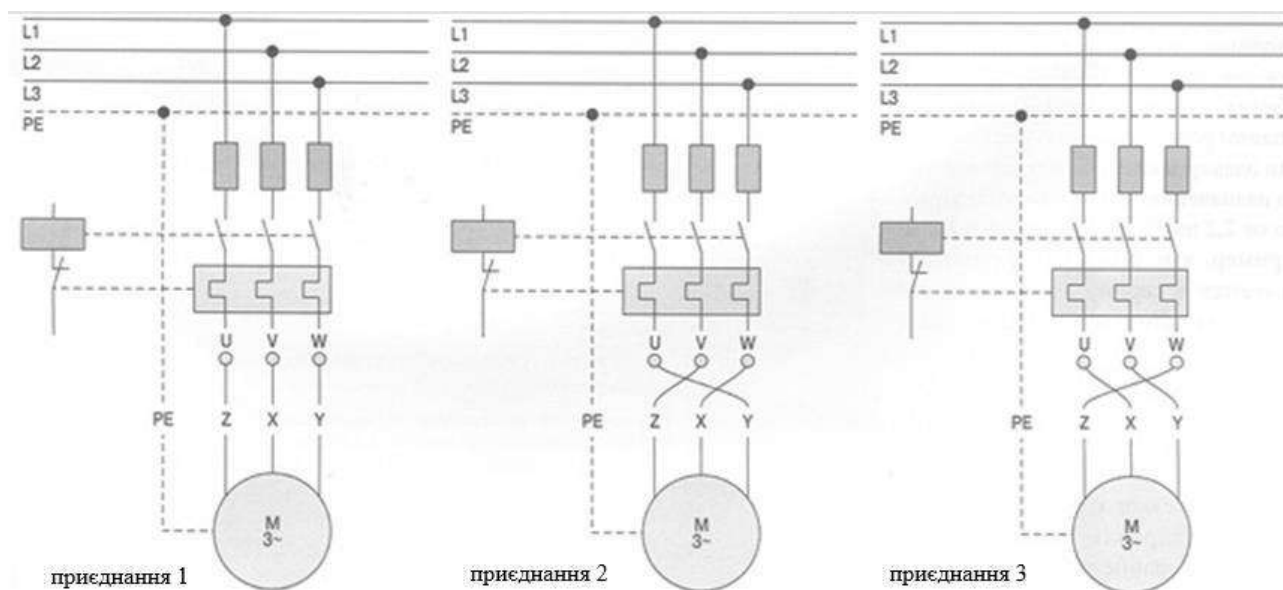 L1
L2
L3
PE
U V W
PE Z X Y
M
3~
приєднання 1
L1
L2
L3
PE
U V W
PE Z X Y
M
3~
приєднання 2
L1
L2
L3
PE
U V W
PE Z X Y
M
3~
приєднання 3